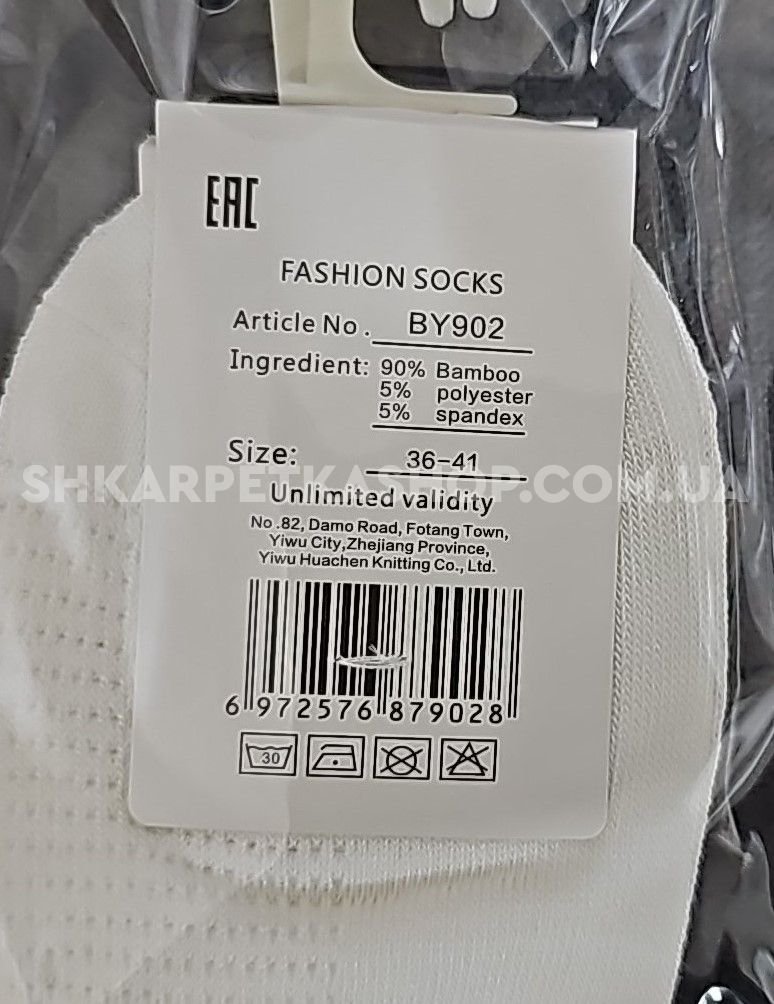 EAC
FASHION SOCKS
Article No. BY902
Ingredient: 90% Bamboo
5% polyester
5% spandex
Size: 36-41
SHKARPETKASHOP.COM.UA
Unlimited validity
No.82, Damo Road, Fotang Town,
Yiwu City,Zhejiang Province,
Yiwu Huachen Knitting Co., Ltd.
6 972576 879028
30